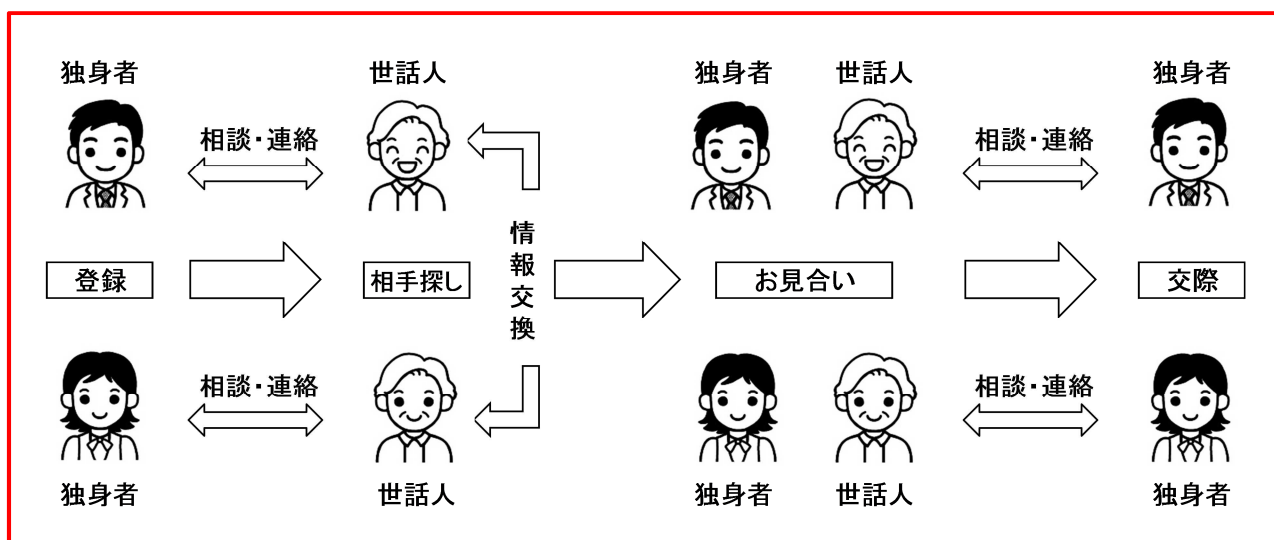 独身者
世話人
独身者
世話人
独身者
相談・連絡
相談・連絡
登録
相手探し
情報交換
お見合い
交際
相談・連絡
相談・連絡
独身者
世話人
独身者
世話人
独身者